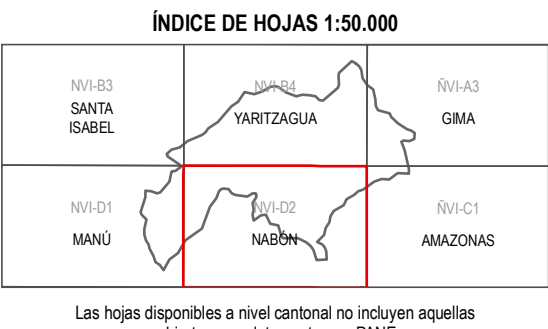 ÍNDICE DE HOJAS 1:50.000
NVI-B3
NVI-B4
ÑVI-A3
SANTA
ISABEL
YARITZAGUA
GIMA
NVI-D1
NVI-D2
ÑVI-C1
MANÚ
NABÓN
AMAZONAS
Las hojas disponibles a nivel cantonal no incluyen aquellas